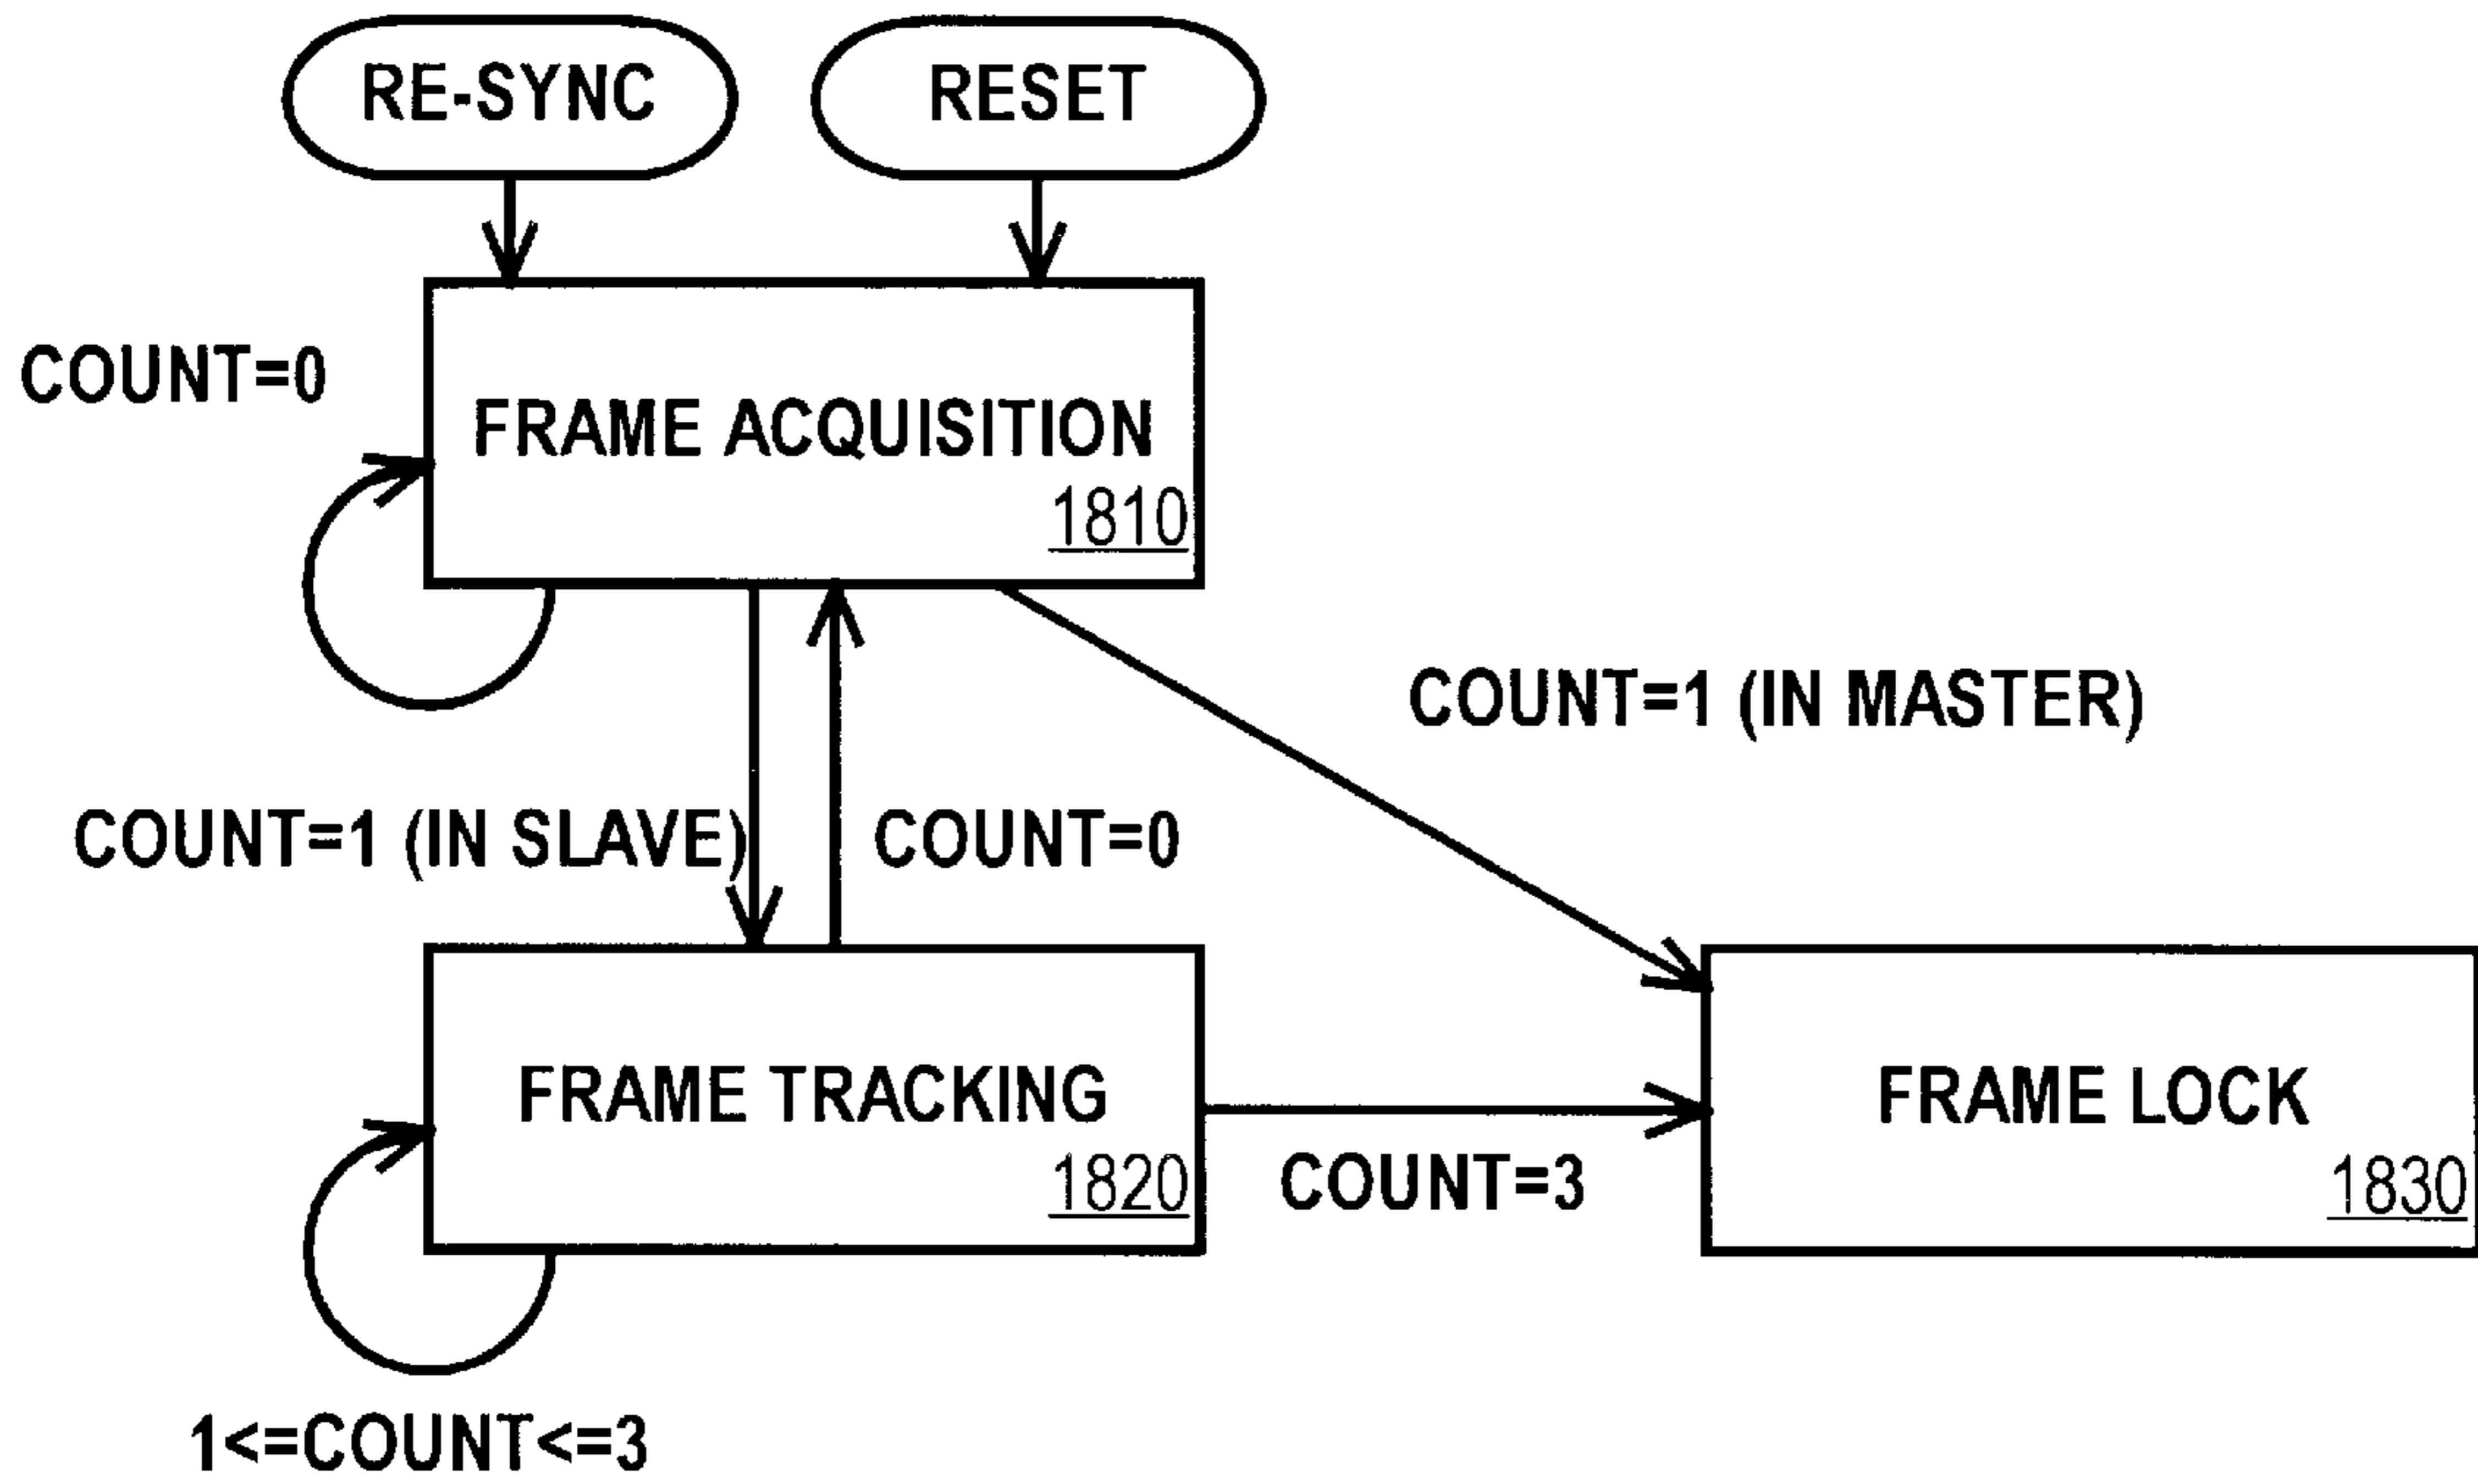 RE-SYNC
RESET
COUNT=0
FRAME ACQUISITION
1810
COUNT=1 (IN MASTER)
COUNT=1 (IN SLAVE)
COUNT=0
FRAME TRACKING
1820
COUNT=3
FRAME LOCK
1830
1<=COUNT<=3